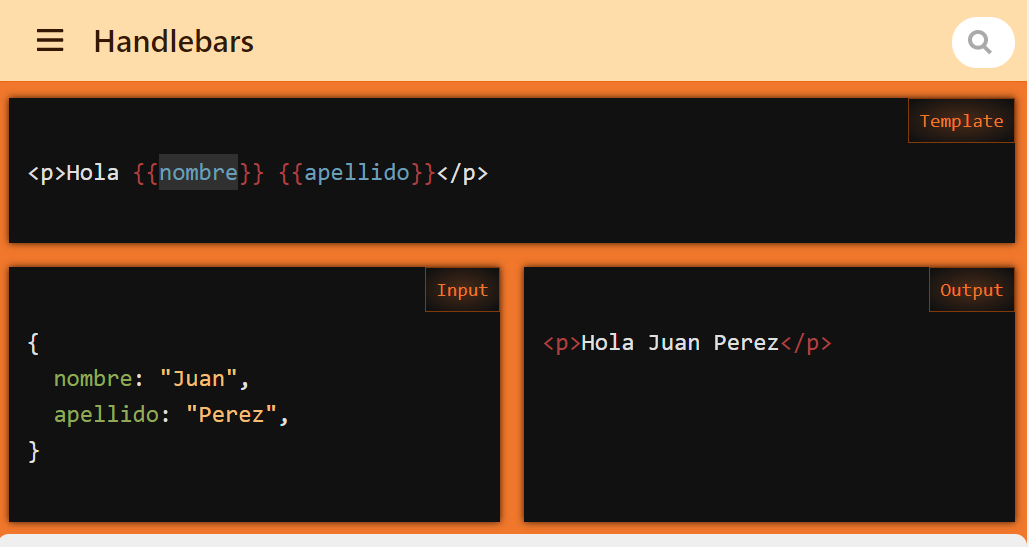 Handlebars
Template
<p>Hola {{nombre}} {{apellido}}</p>
Input
{
  nombre: "Juan",
  apellido: "Perez",
}
Output
<p>Hola Juan Perez</p>